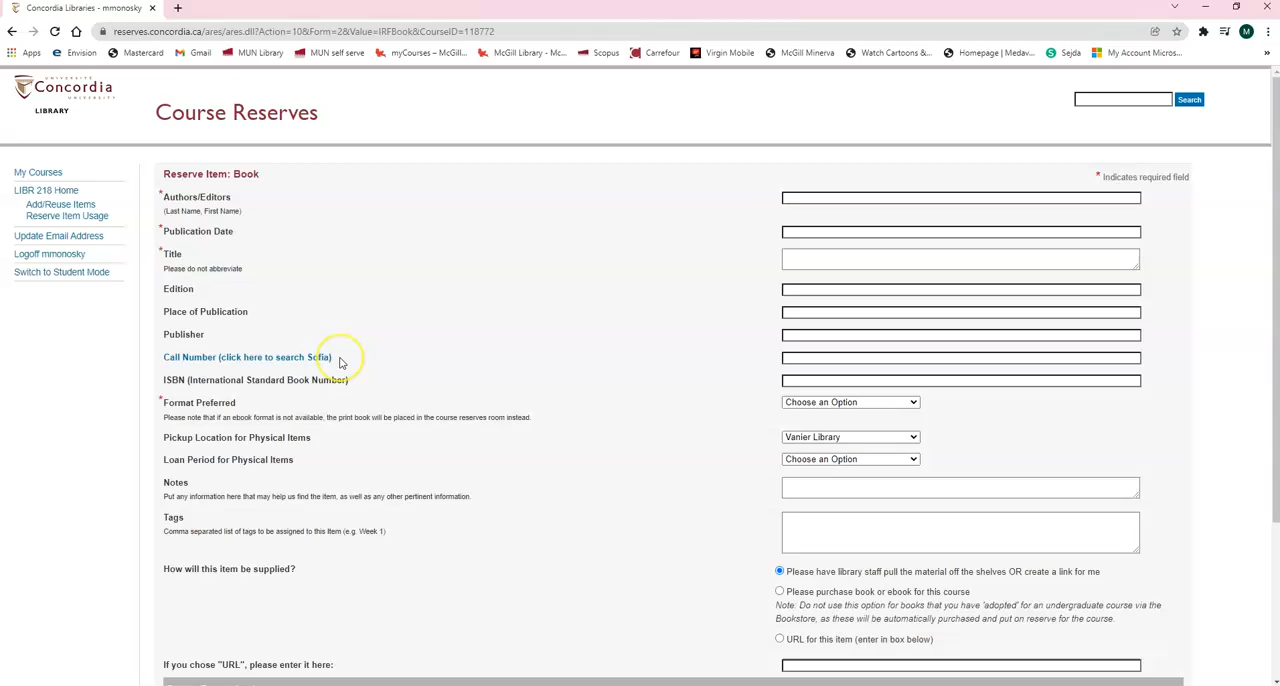 Concordia Libraries - mmonosky
reserves.concordia.ca/ares/ares.dll?Action=10&Form=2&Value=IRFBook&CourseID=118772
M
Apps Envision Mastercard Gmail MUN Library MUN self serve myCourses – McGill... McGill Library - Mc... Scopus Carrefour Virgin Mobile McGill Minerva Watch Cartoons &... Homepage | Medav... Sejda My Account Micros... »
UNIVERSITÉ
Concordia
UNIVERSITY
LIBRARY
Course Reserves
Search
My Courses
LIBR 218 Home
Add/Reuse Items
Reserve Item Usage
Update Email Address
Logoff mmonosky
Switch to Student Mode
Reserve Item: Book
* Indicates required field
*Authors/Editors
(Last Name, First Name)
*Publication Date
*Title
Please do not abbreviate
Edition
Place of Publication
Publisher
Call Number (click here to search Sofia)
ISBN (International Standard Book Number)
*Format Preferred
Choose an Option
Please note that if an ebook format is not available, the print book will be placed in the course reserves room instead.
Pickup Location for Physical Items
Vanier Library
Loan Period for Physical Items
Choose an Option
Notes
Put any information here that may help us find the item, as well as any other pertinent information.
Tags
Comma separated list of tags to be assigned to this item (e.g. Week 1)
How will this item be supplied?
Please have library staff pull the material off the shelves OR create a link for me
Please purchase book or ebook for this course
Note: Do not use this option for books that you have 'adopted' for an undergraduate course via the
Bookstore, as these will be automatically purchased and put on reserve for the course.
URL for this item (enter in box below)
If you chose "URL", please enter it here: